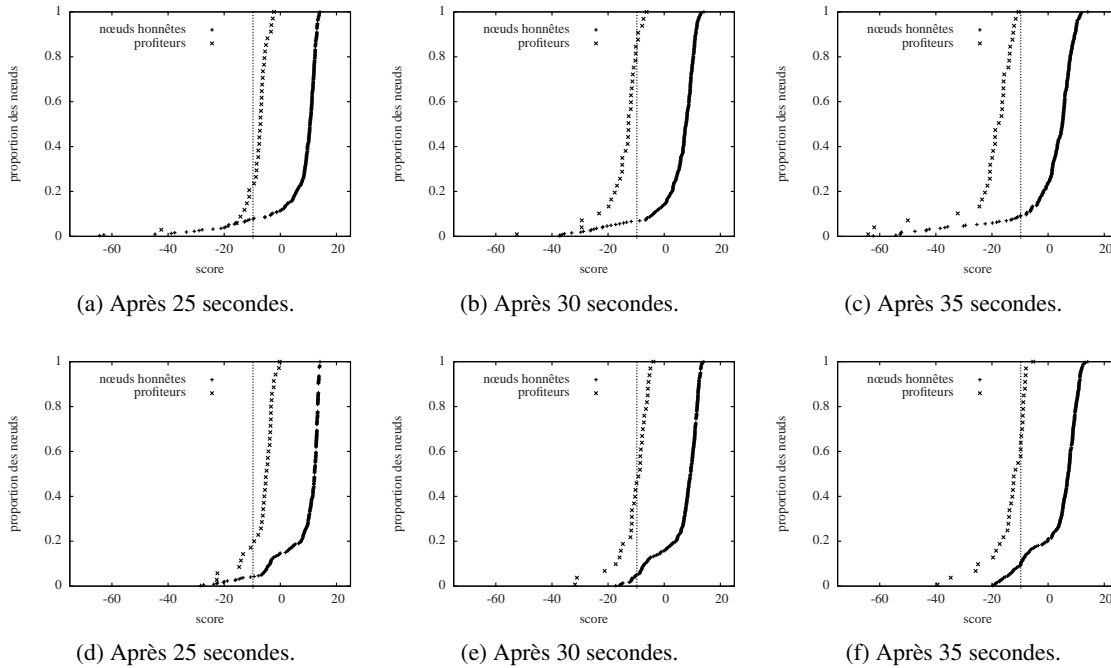 1
0.8
0.6
0.4
0.2
0
-60 -40 -20 0 20
proportion des nœuds
score
nœuds honnêtes
profiteurs
(a) Après 25 secondes.
1
0.8
0.6
0.4
0.2
0
-60 -40 -20 0 20
proportion des nœuds
score
nœuds honnêtes
profiteurs
(b) Après 30 secondes.
1
0.8
0.6
0.4
0.2
0
-60 -40 -20 0 20
proportion des nœuds
score
nœuds honnêtes
profiteurs
(c) Après 35 secondes.
1
0.8
0.6
0.4
0.2
0
-60 -40 -20 0 20
proportion des nœuds
score
nœuds honnêtes
profiteurs
(d) Après 25 secondes.
1
0.8
0.6
0.4
0.2
0
-60 -40 -20 0 20
proportion des nœuds
score
nœuds honnêtes
profiteurs
(e) Après 30 secondes.
1
0.8
0.6
0.4
0.2
0
-60 -40 -20 0 20
proportion des nœuds
score
nœuds honnêtes
profiteurs
(f) Après 35 secondes.